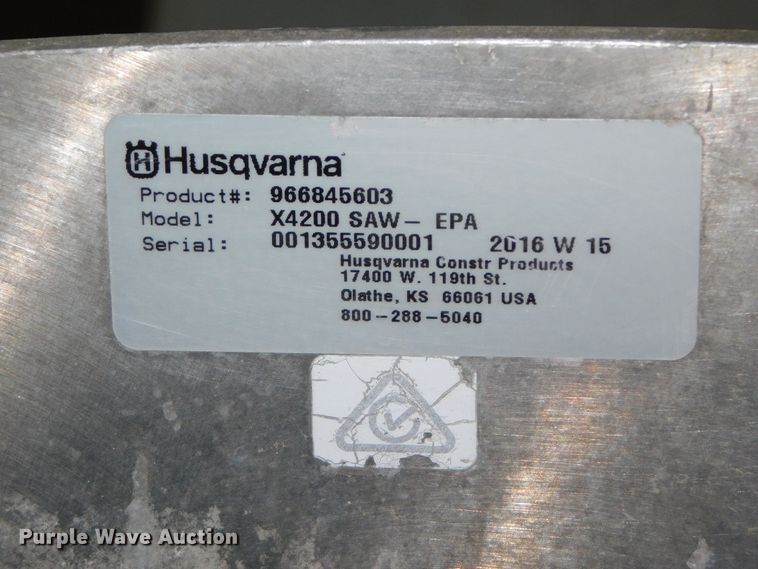 Husqvarna
Product#: 966845603
Model: X4200 SAW- EPA
Serial: 001355590001 2016 W 15
Husqvarna Constr Products
17400 W. 119th St.
Olathe, KS 66061 USA
800-288-5040
Purple Wave Auction